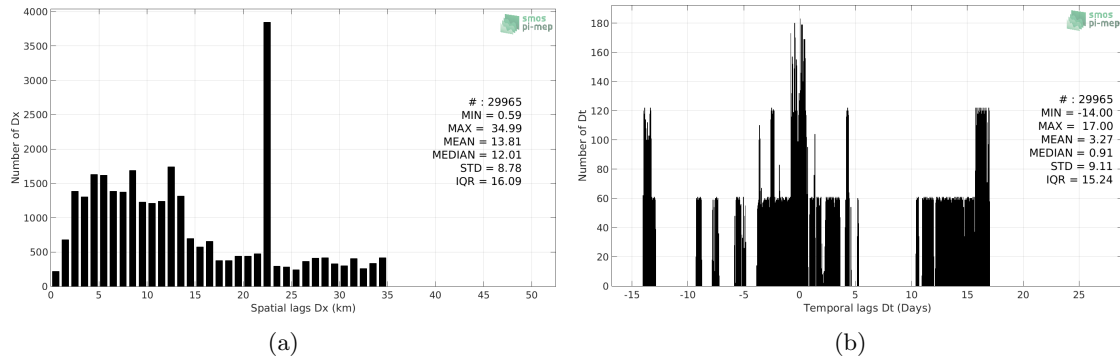 4000
3500
3000
2500
2000
1500
1000
500
0
Number of Dx
smos
pi-mep
# : 29965
MIN = 0.59
MAX = 34.99
MEAN = 13.81
MEDIAN = 12.01
STD = 8.78
IQR = 16.09
0 5 10 15 20 25 30 35 40 45 50
Spatial lags Dx (km)
(a)
180
160
140
120
100
80
60
40
20
0
Number of Dt
smos
pi-mep
# : 29965
MIN = -14.00
MAX = 17.00
MEAN = 3.27
MEDIAN = 0.91
STD = 9.11
IQR = 15.24
-15 -10 -5 0 5 10 15 20 25
Temporal lags Dt (Days)
(b)